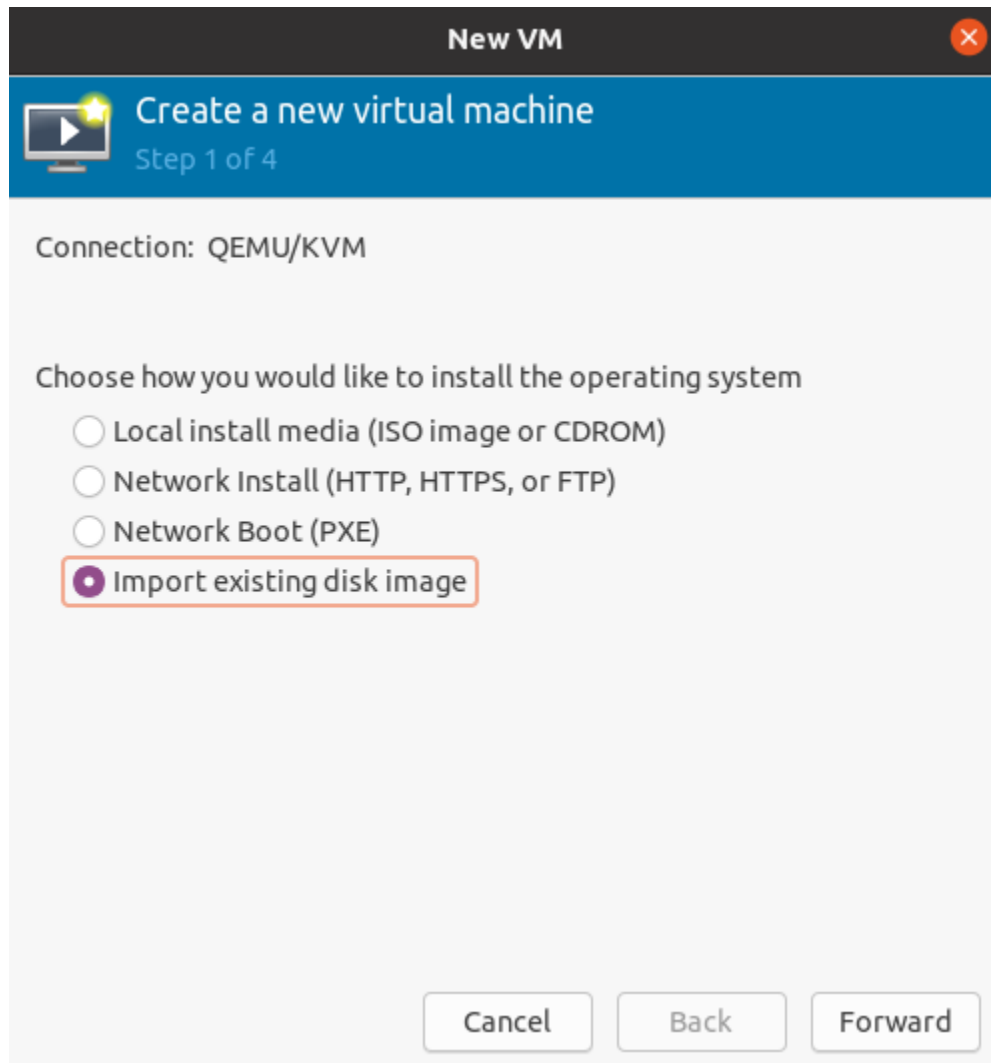 New VM
Create a new virtual machine
Step 1 of 4
Connection: QEMU/KVM
Choose how you would like to install the operating system
Local install media (ISO image or CDROM)
Network Install (HTTP, HTTPS, or FTP)
Network Boot (PXE)
Import existing disk image
Cancel Back Forward